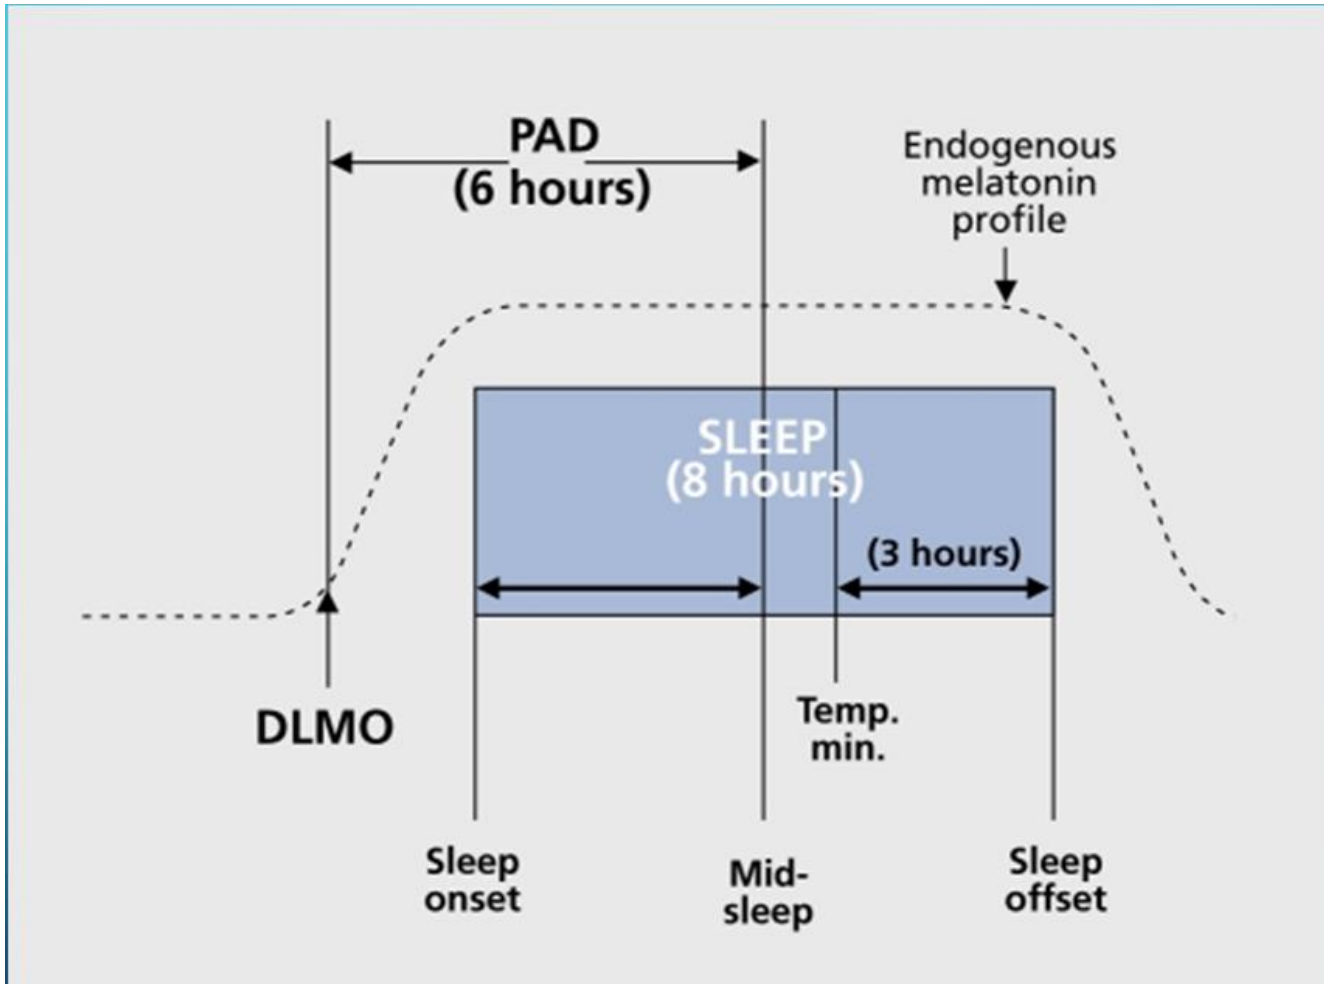 PAD
(6 hours)
Endogenous
melatonin
profile
SLEEP
(8 hours)
(3 hours)
DLMO
Temp.
min.
Sleep
onset
Mid-
sleep
Sleep
offset